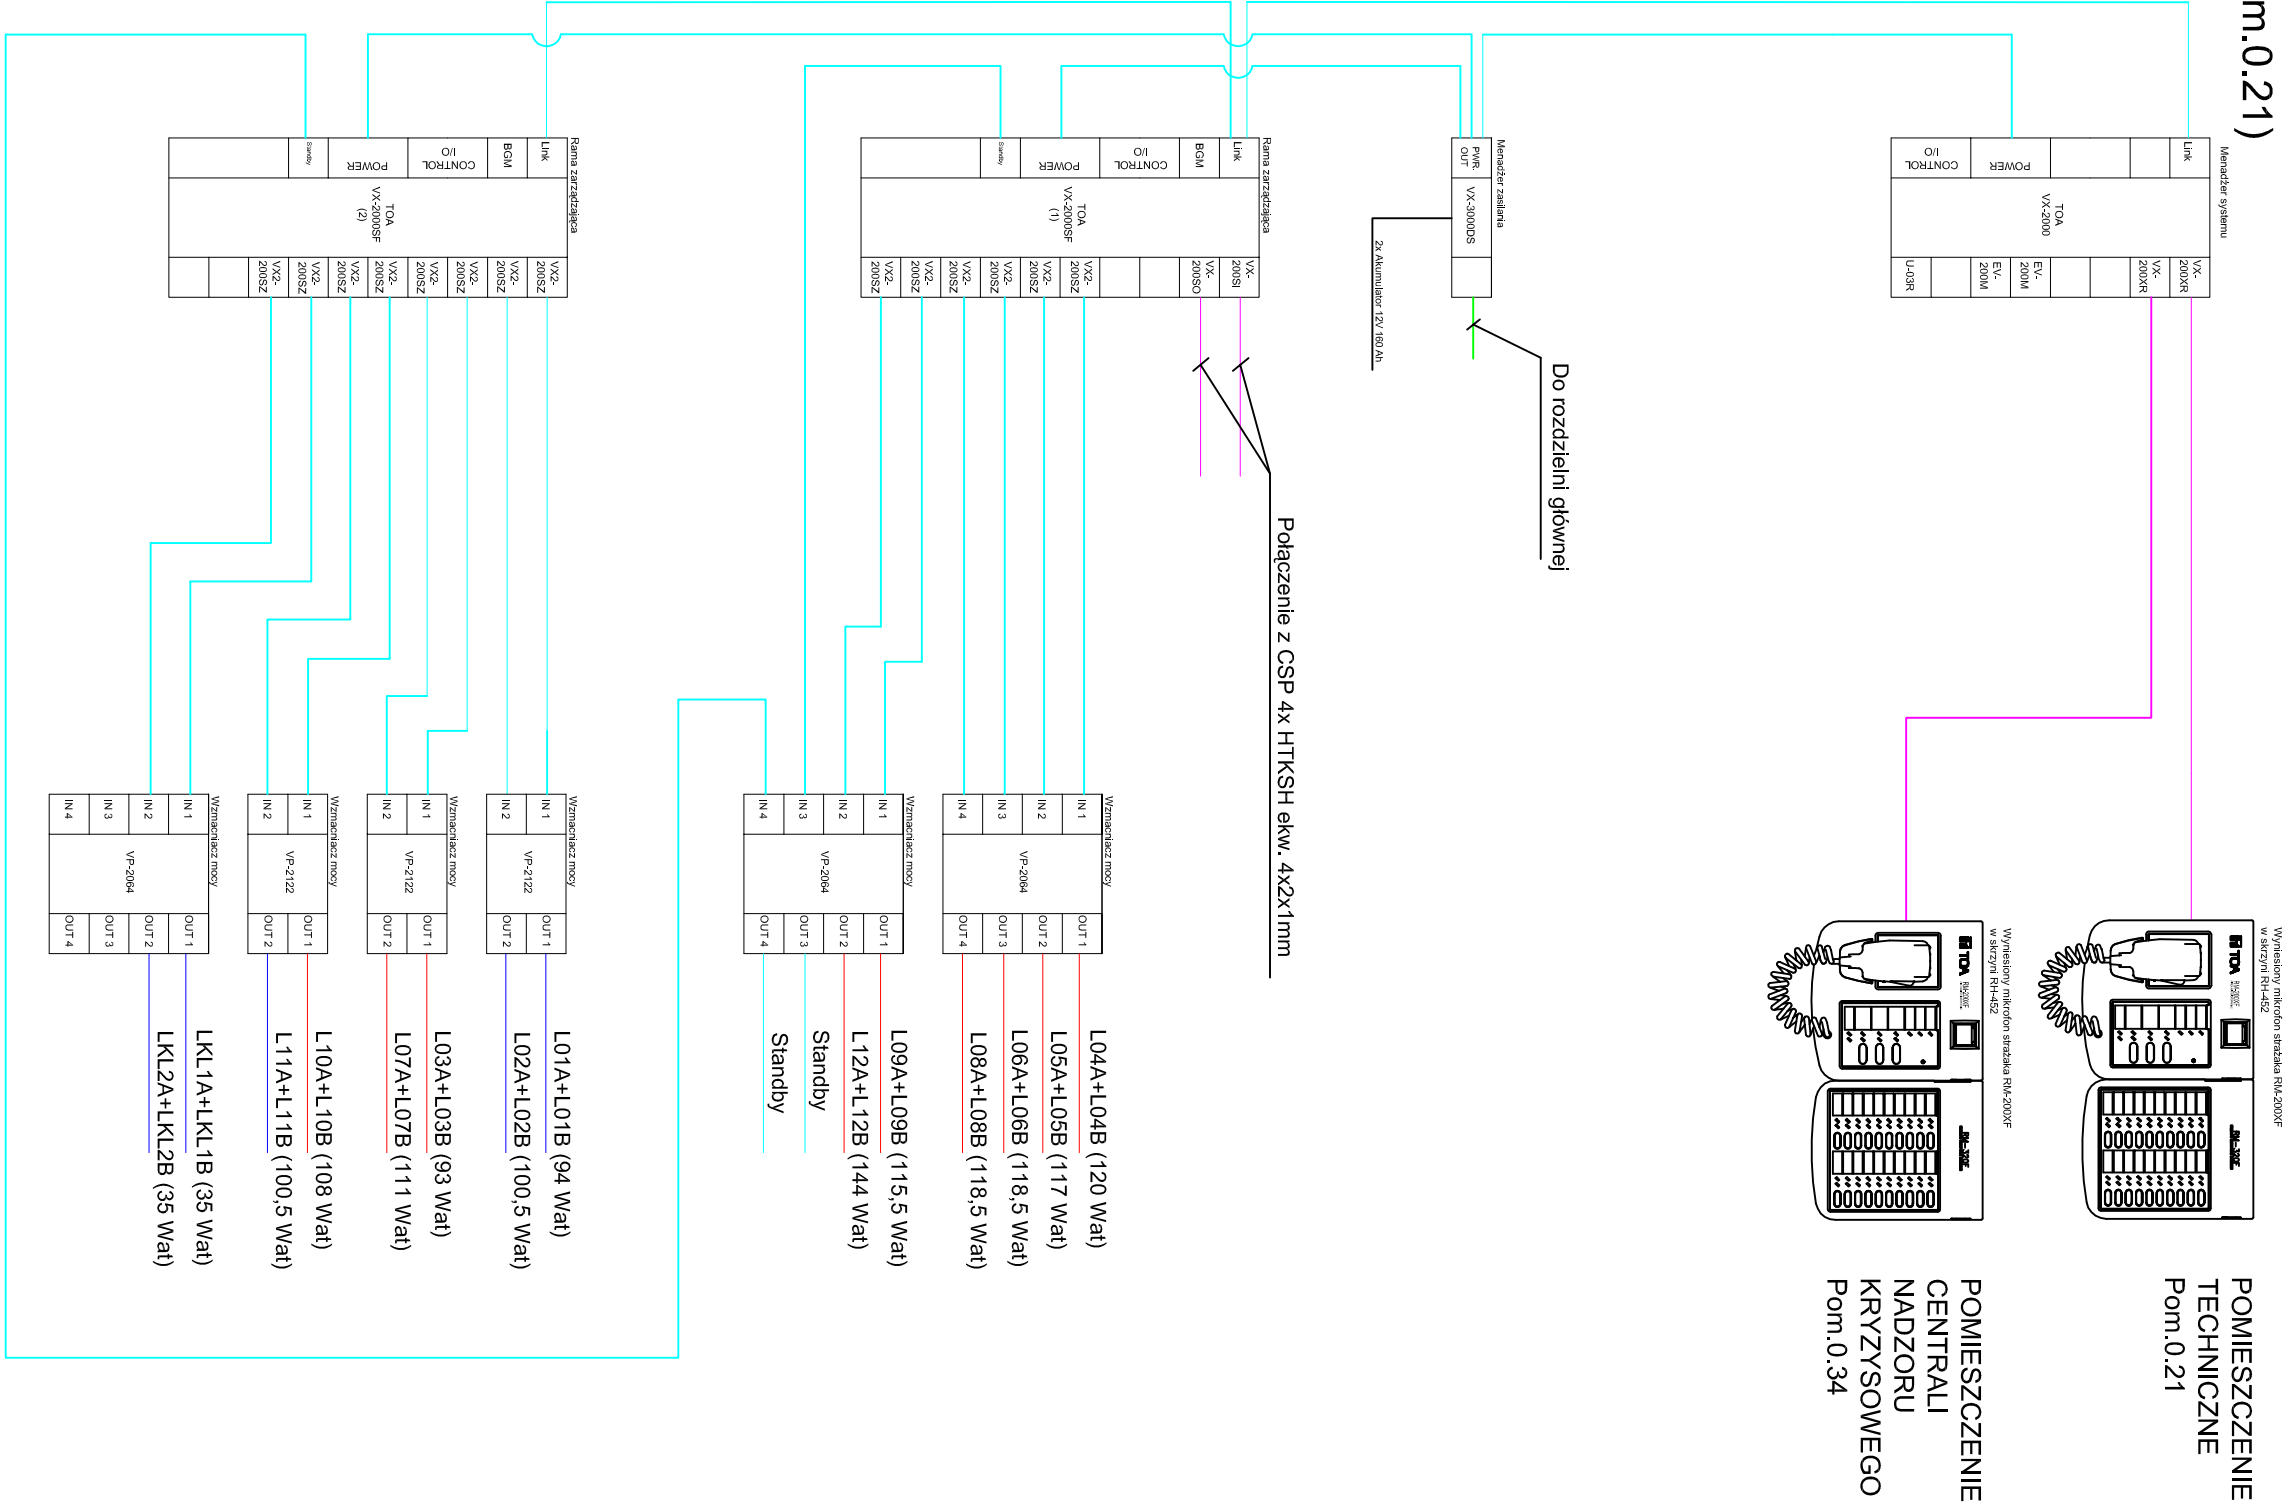 m.0.21)
Menadżer systemu
Link
POWER
CONTROL
I/O
TOA
VX-2000
VX-
200XR
VX-
200XR
EV-
200M
EV-
200M
U-03R
Wyniesiony mikrofon strażaka RM-200XF
w skrzyni RH-452
TOA
RM-200XF
RM-320F
POMIESZCZENIE
TECHNICZNE
Pom.0.21
Wyniesiony mikrofon strażaka RM-200XF
w skrzyni RH-452
TOA
RM-200XF
RM-320F
POMIESZCZENIE
CENTRALI
NADZORU
KRYZYSOWEGO
Pom.0.34
Menadżer zasilania
PWR.
OUT
VX-3000DS
Do rozdzielni głównej
2x Akumulator 12V 160 Ah
Rama zarządzająca
Link
BGM
CONTROL
I/O
POWER
Standby
TOA
VX-2000SF
(1)
VX-
200SI
VX-
200SO
VX2-
200SZ
VX2-
200SZ
VX2-
200SZ
VX2-
200SZ
VX2-
200SZ
VX2-
200SZ
Połączenie z CSP 4x HTKSH ekw. 4x2x1mm
Wzmacniacz mocy
IN 1
IN 2
IN 3
IN 4
VP-2064
OUT 1
OUT 2
OUT 3
OUT 4
L04A+L04B (120 Wat)
L05A+L05B (117 Wat)
L06A+L06B (118,5 Wat)
L08A+L08B (118,5 Wat)
Wzmacniacz mocy
IN 1
IN 2
IN 3
IN 4
VP-2064
OUT 1
OUT 2
OUT 3
OUT 4
L09A+L09B (115,5 Wat)
L12A+L12B (144 Wat)
Standby
Standby
Rama zarządzająca
Link
BGM
CONTROL
I/O
POWER
Standby
TOA
VX-2000SF
(2)
VX2-
200SZ
VX2-
200SZ
VX2-
200SZ
VX2-
200SZ
VX2-
200SZ
VX2-
200SZ
VX2-
200SZ
VX2-
200SZ
Wzmacniacz mocy
IN 1
IN 2
VP-2122
OUT 1
OUT 2
L01A+L01B (94 Wat)
L02A+L02B (100,5 Wat)
Wzmacniacz mocy
IN 1
IN 2
VP-2122
OUT 1
OUT 2
L03A+L03B (93 Wat)
L07A+L07B (111 Wat)
Wzmacniacz mocy
IN 1
IN 2
VP-2122
OUT 1
OUT 2
L10A+L10B (108 Wat)
L11A+L11B (100,5 Wat)
Wzmacniacz mocy
IN 1
IN 2
IN 3
IN 4
VP-2064
OUT 1
OUT 2
OUT 3
OUT 4
LKL1A+LKL1B (35 Wat)
LKL2A+LKL2B (35 Wat)